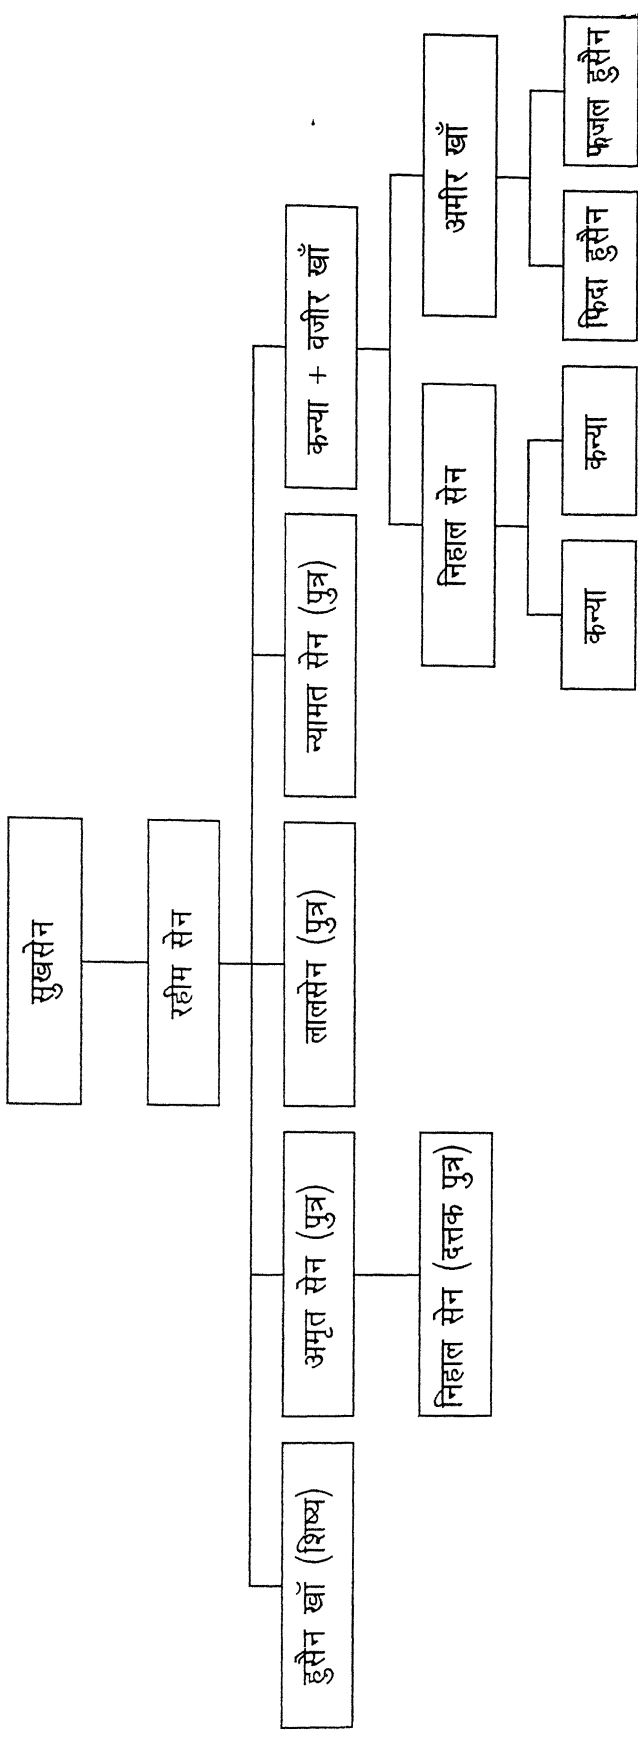 सुखसेन
रहीम सेन
हुसैन खाँ (शिष्य)
अमृत सेन (पुत्र)
लालसेन (पुत्र)
न्यामत सेन (पुत्र)
कन्या + वजीर खाँ
निहाल सेन (दत्तक पुत्र)
निहाल सेन
अमीर खाँ
कन्या
कन्या
फिदा हुसैन
फजल हुसैन